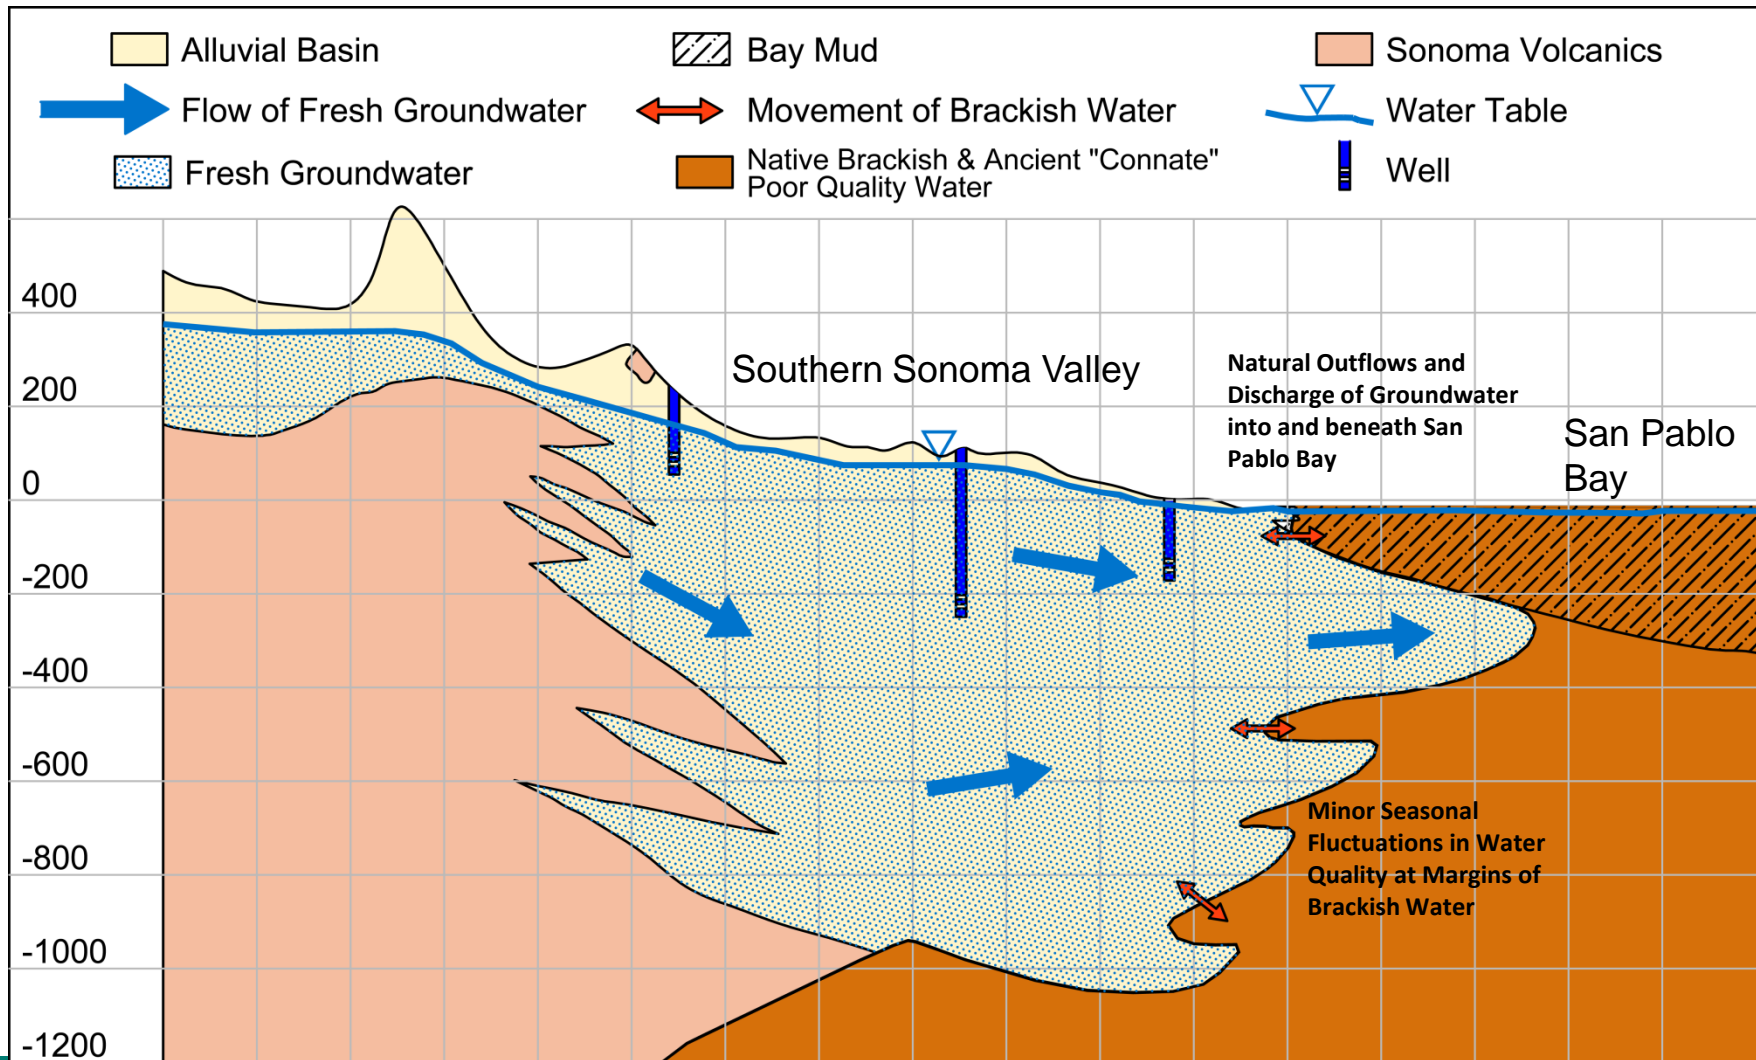 Alluvial Basin
Bay Mud
Sonoma Volcanics
Flow of Fresh Groundwater
Movement of Brackish Water
Water Table
Fresh Groundwater
Native Brackish & Ancient "Connate"
Poor Quality Water
Well
400
200
0
-200
-400
-600
-800
-1000
-1200
Southern Sonoma Valley
Natural Outflows and
Discharge of Groundwater
into and beneath San
Pablo Bay
San Pablo
Bay
Minor Seasonal
Fluctuations in Water
Quality at Margins of
Brackish Water